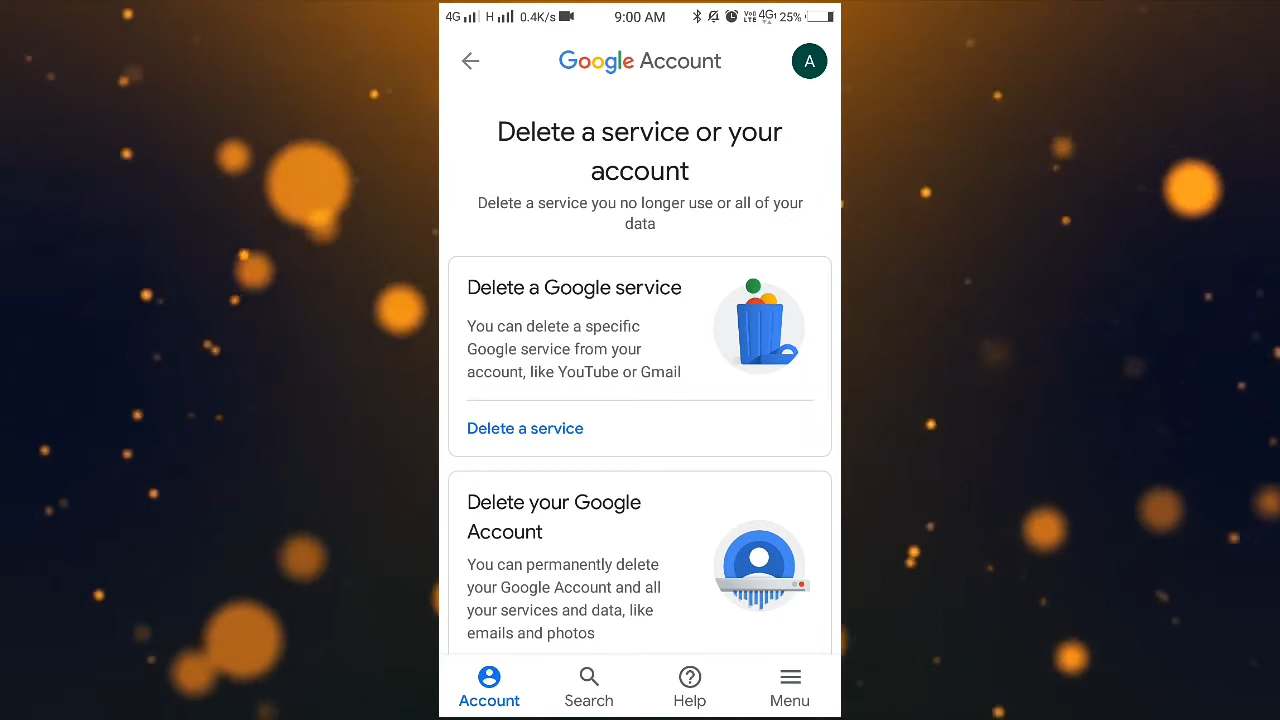 4G H 0.4K/s 9:00 AM VoLTE 4G 25%
Google Account A
Delete a service or your
account
Delete a service you no longer use or all of your
data
Delete a Google service
You can delete a specific
Google service from your
account, like YouTube or Gmail
Delete a service
Delete your Google
Account
You can permanently delete
your Google Account and all
your services and data, like
emails and photos
Account Search Help Menu